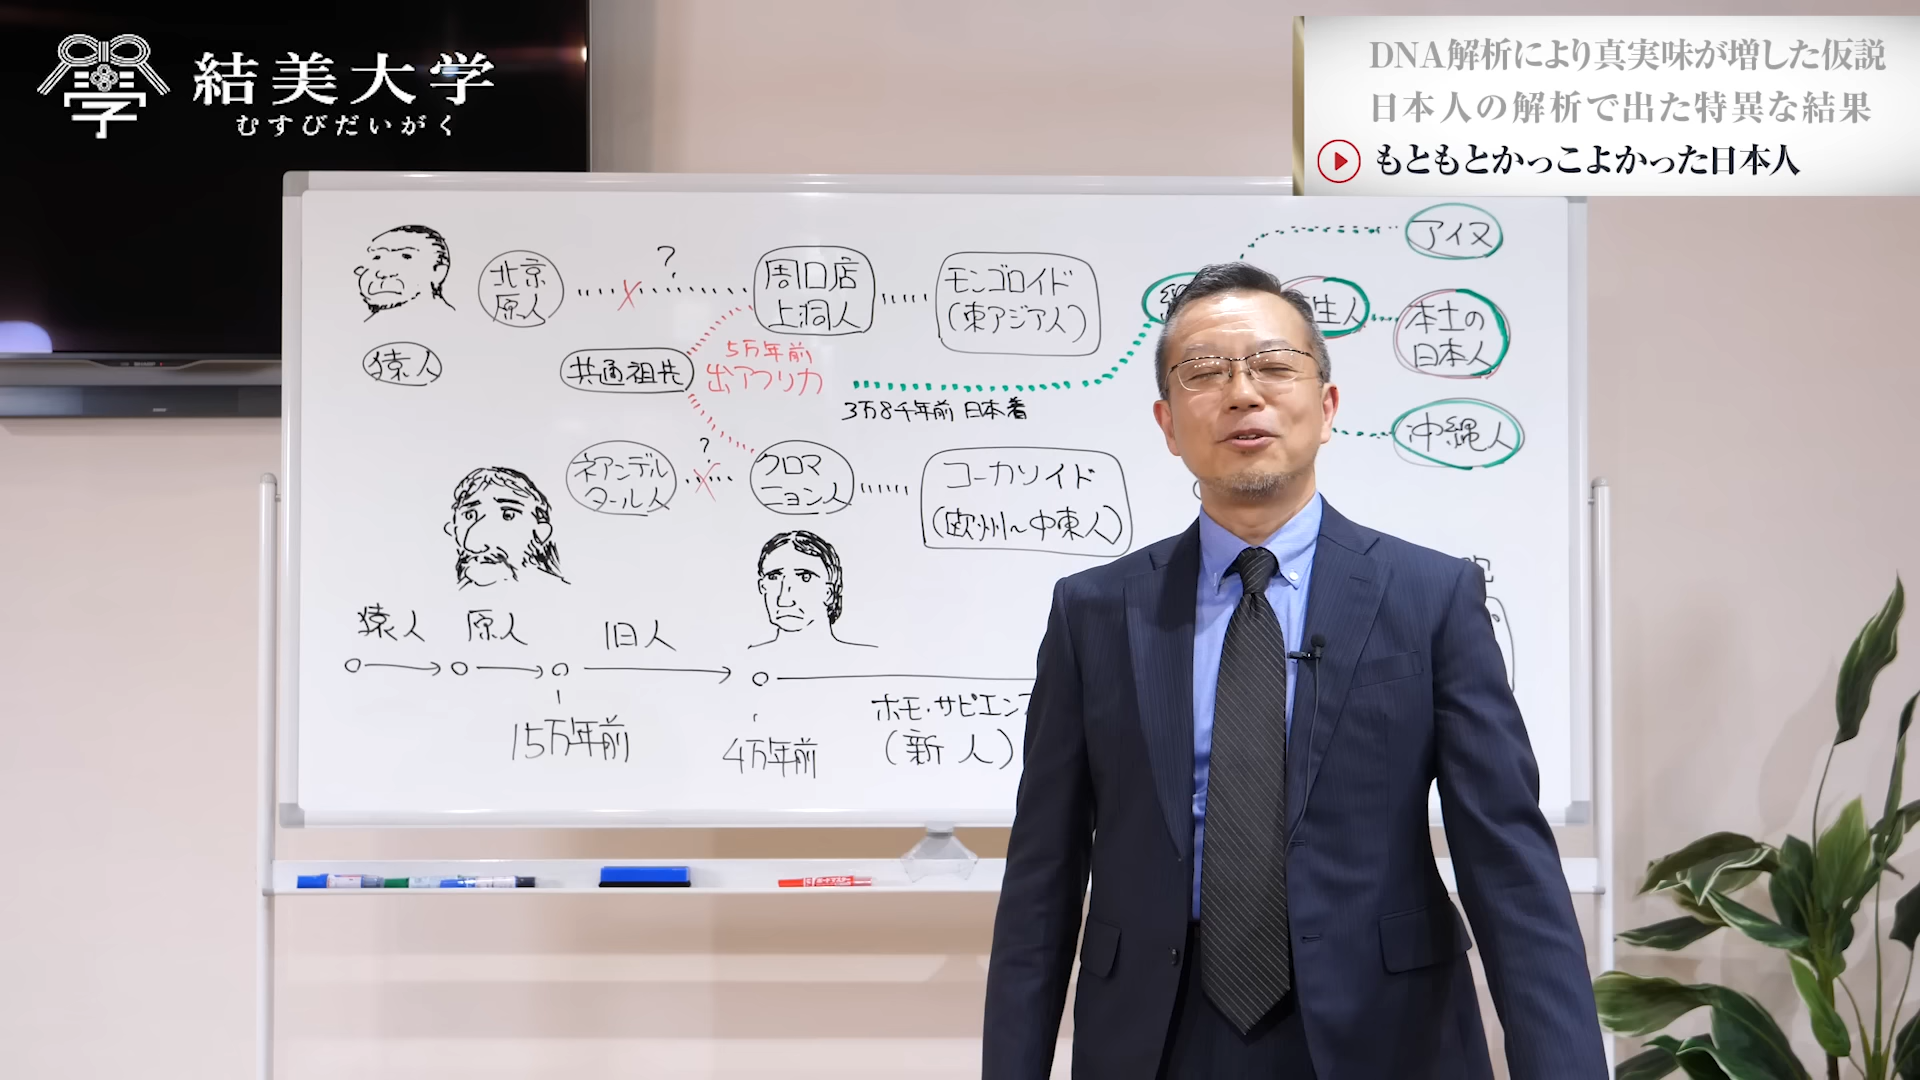 結美大学
むすびだいがく
DNA解析により真実味が増した仮説
日本人の解析で出た特異な結果
もともとかっこよかった日本人
北京
原人
?
周口店
上洞人
モンゴロイド
(東アジア人)
アイヌ
生人
本土の
日本人
沖縄人
猿人
共通祖先
5万年前
出アフリカ
3万8千年前 日本着
ネアンデル
タール人
?
クロマ
ニョン人
コーカソイド
(欧州~中東人)
猿人
原人
旧人
15万年前
4万年前
ホモ・サピエンス
(新人)